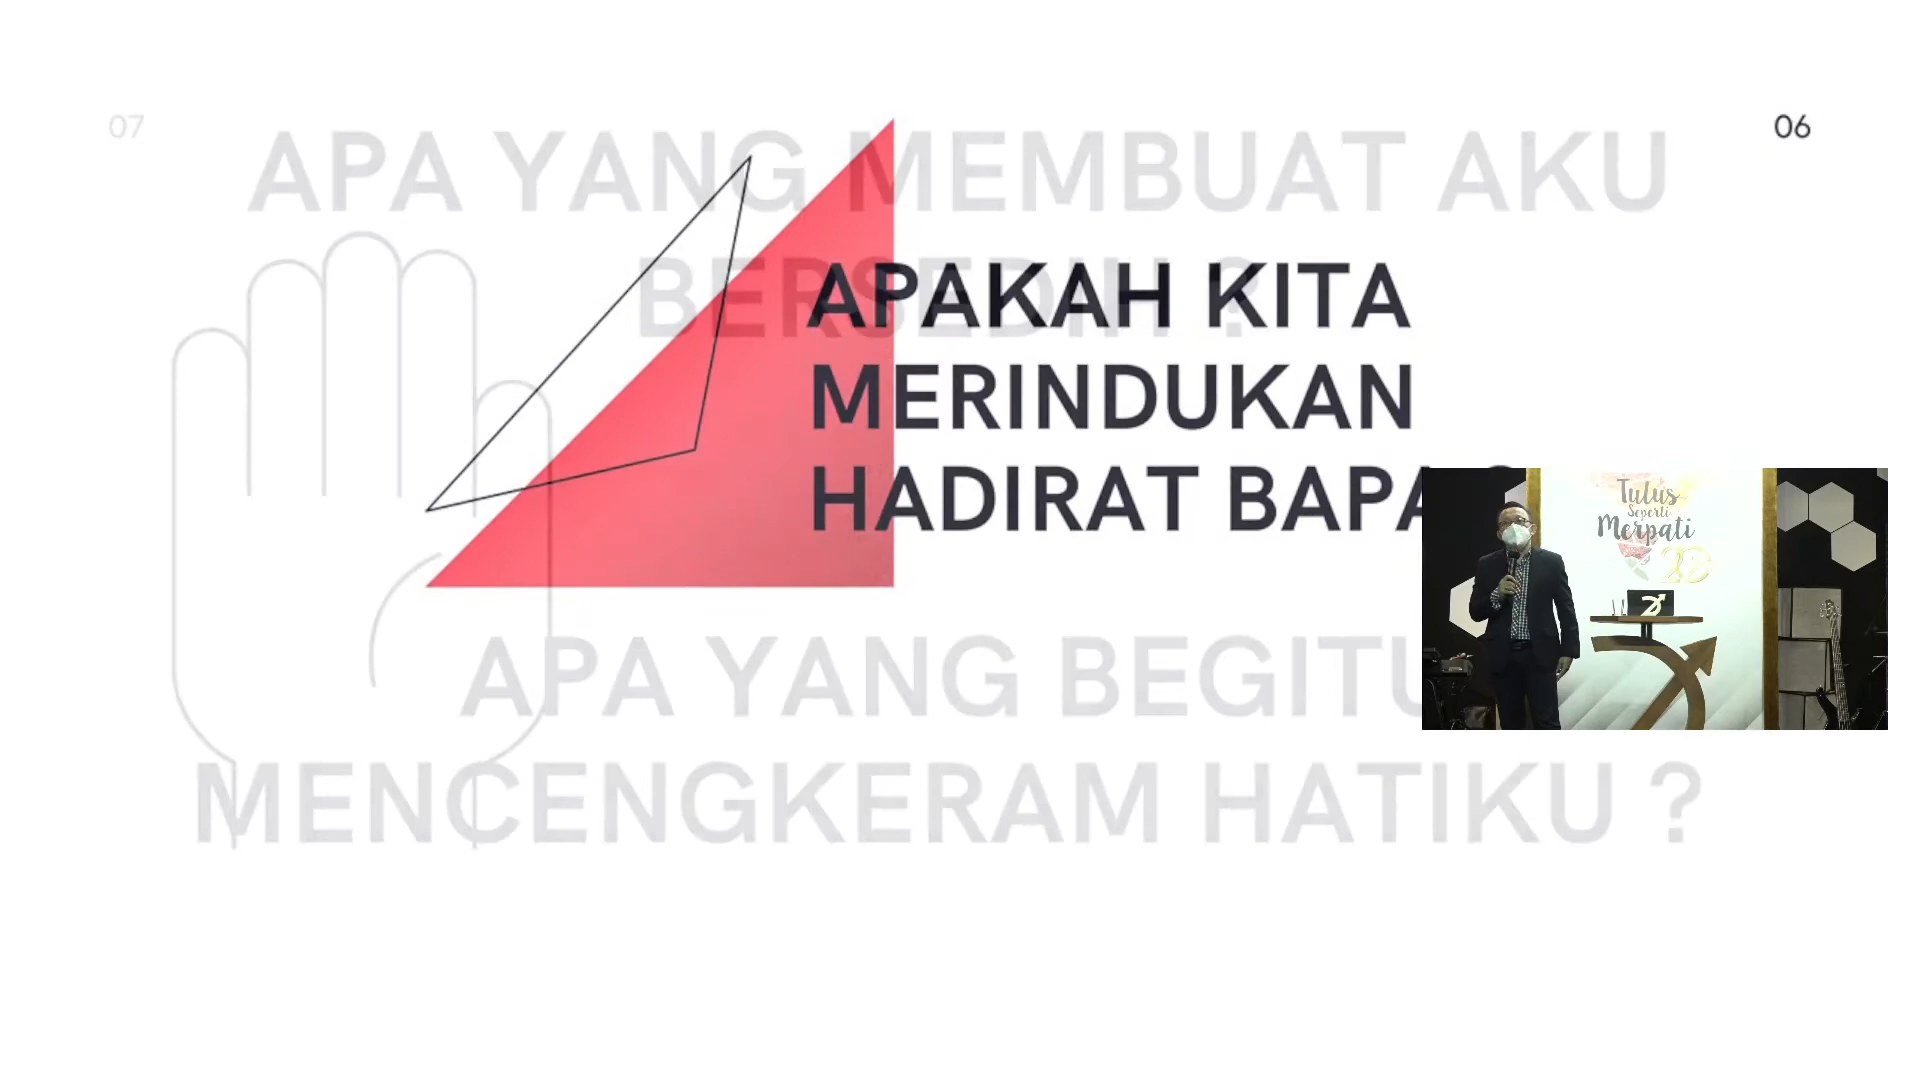 07
06
APA YANG MEMBUAT AKU
BERSEDIH ?
APAKAH KITA
MERINDUKAN
HADIRAT BAPA
APA YANG BEGITU
MENCENGKERAM HATIKU ?
Tulus
Seperti
Merpati